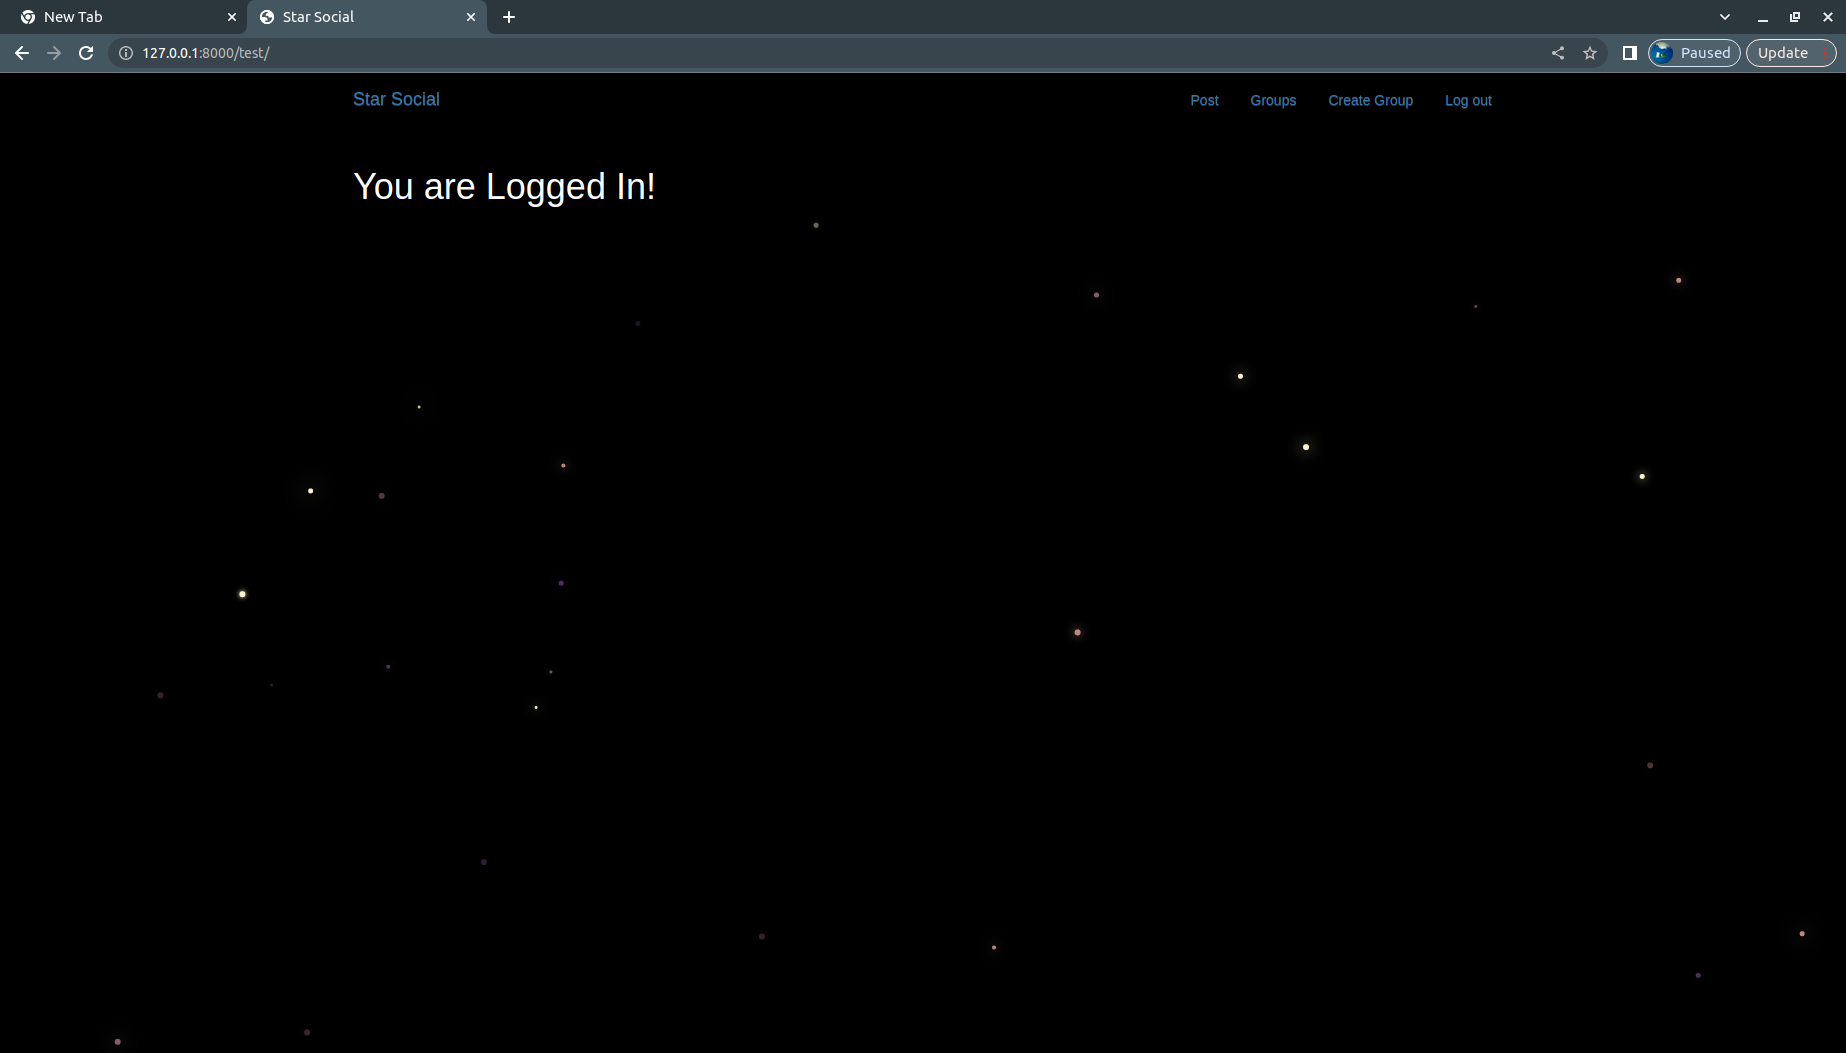 New Tab
Star Social
127.0.0.1:8000/test/
Paused
Update
Star Social
Post
Groups
Create Group
Log out
You are Logged In!